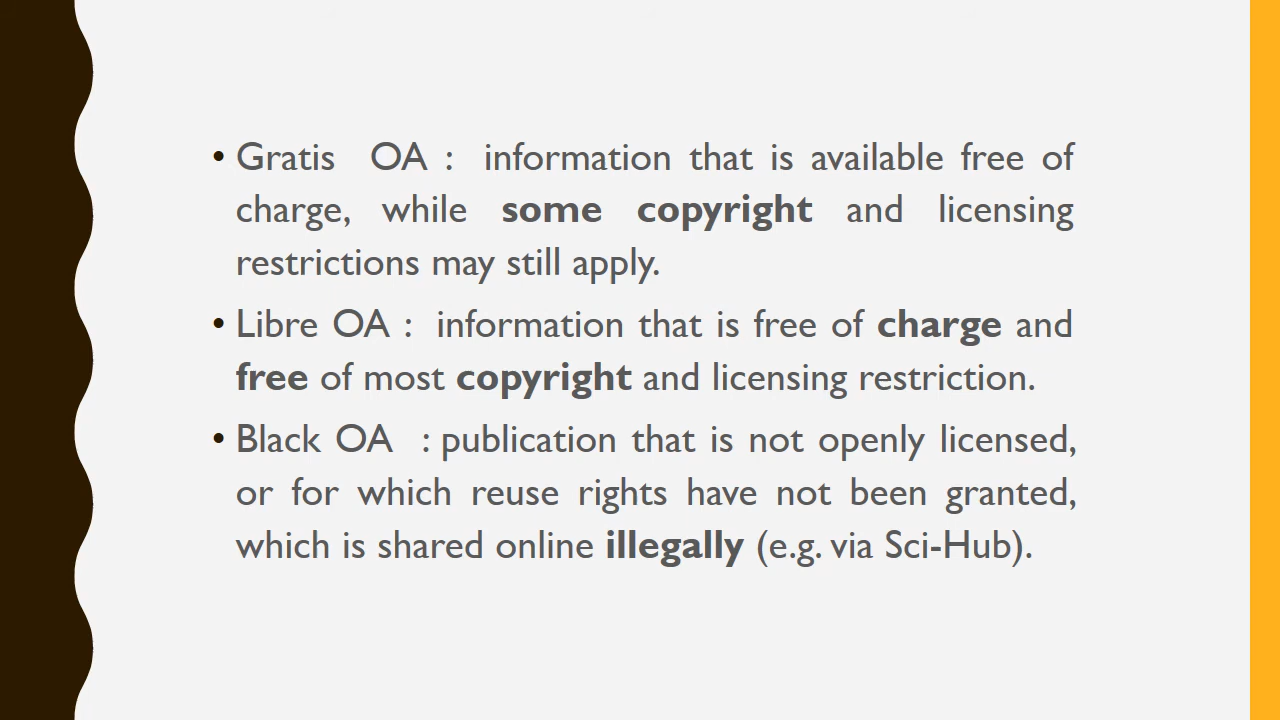 • Gratis OA : information that is available free of
charge, while some copyright and licensing
restrictions may still apply.
• Libre OA : information that is free of charge and
free of most copyright and licensing restriction.
• Black OA : publication that is not openly licensed,
or for which reuse rights have not been granted,
which is shared online illegally (e.g. via Sci-Hub).